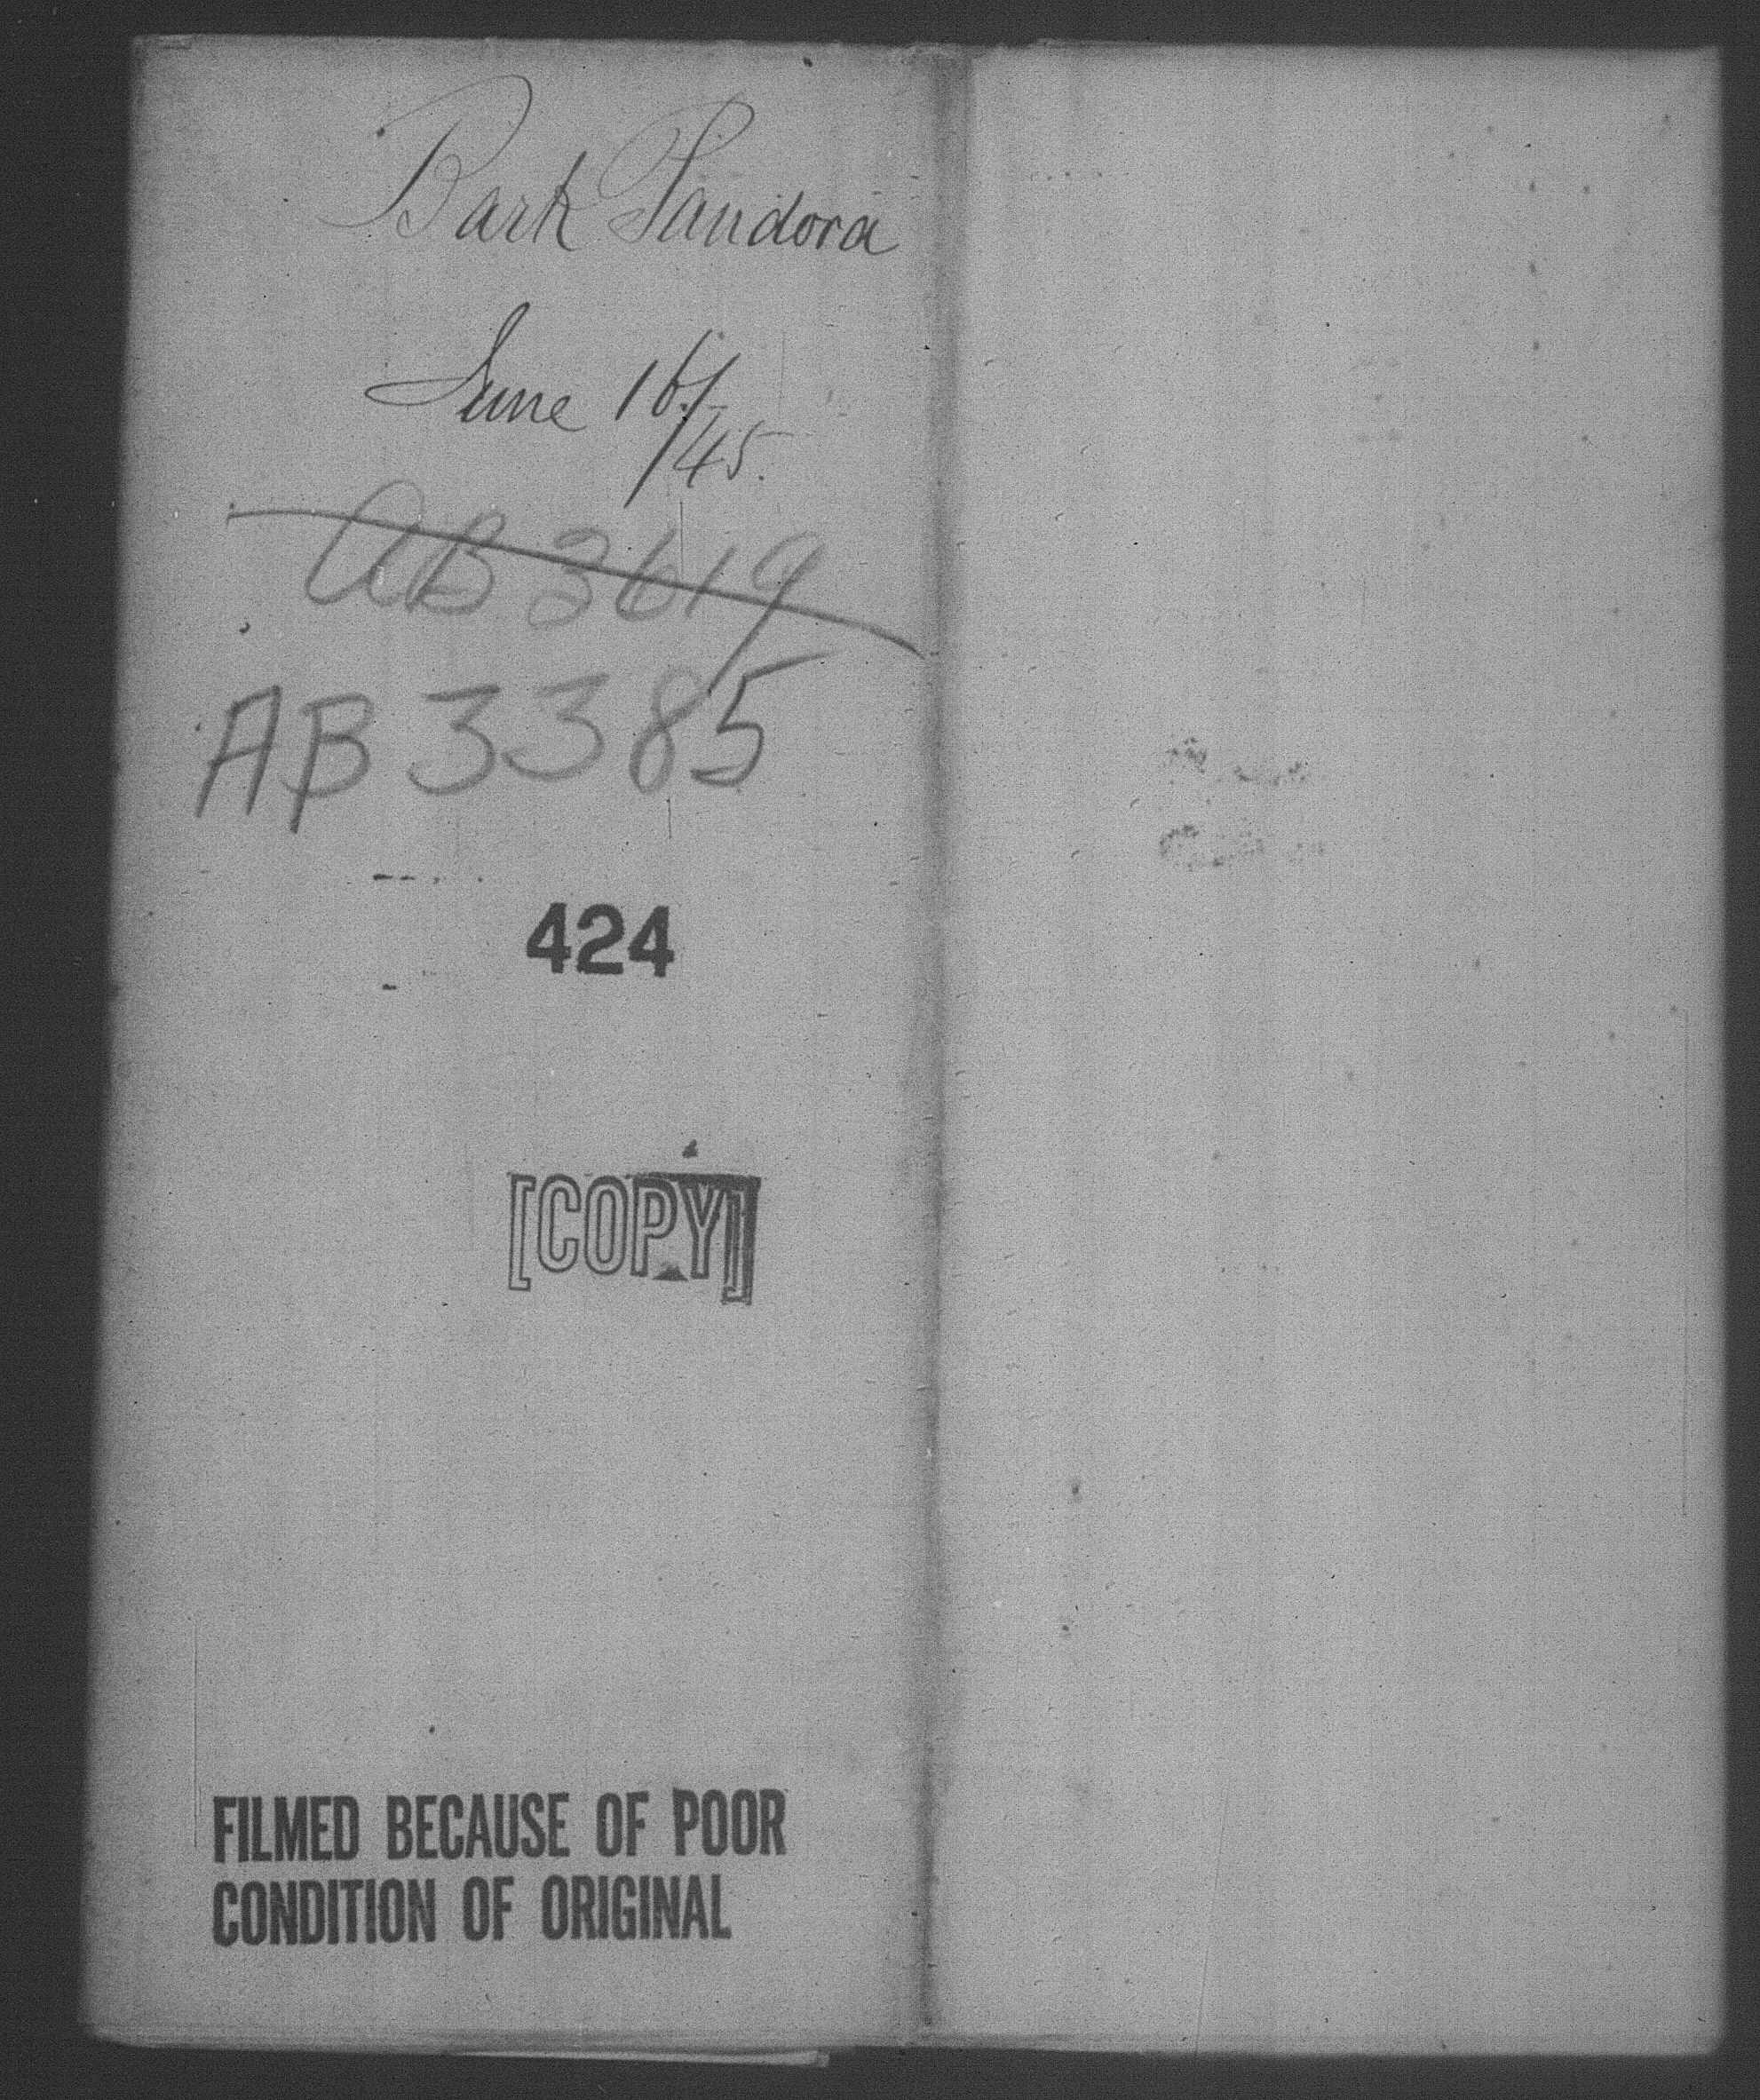 Bark Pandora
June 16/45.
AB 3619
AB 3385
424
[COPY]
FILMED BECAUSE OF POOR
CONDITION OF ORIGINAL